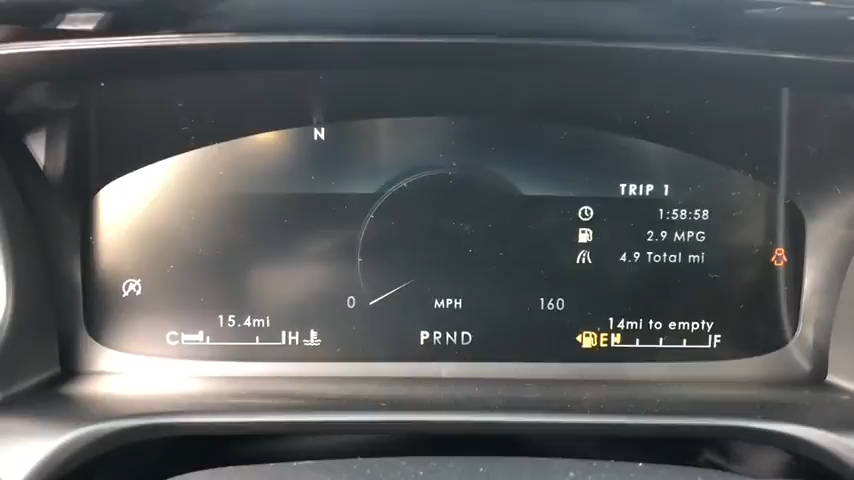 N
TRIP 1
1:58:58
2.9 MPG
4.9 Total mi
0 MPH 160
15.4mi
14mi to empty
C H
PRND
E F